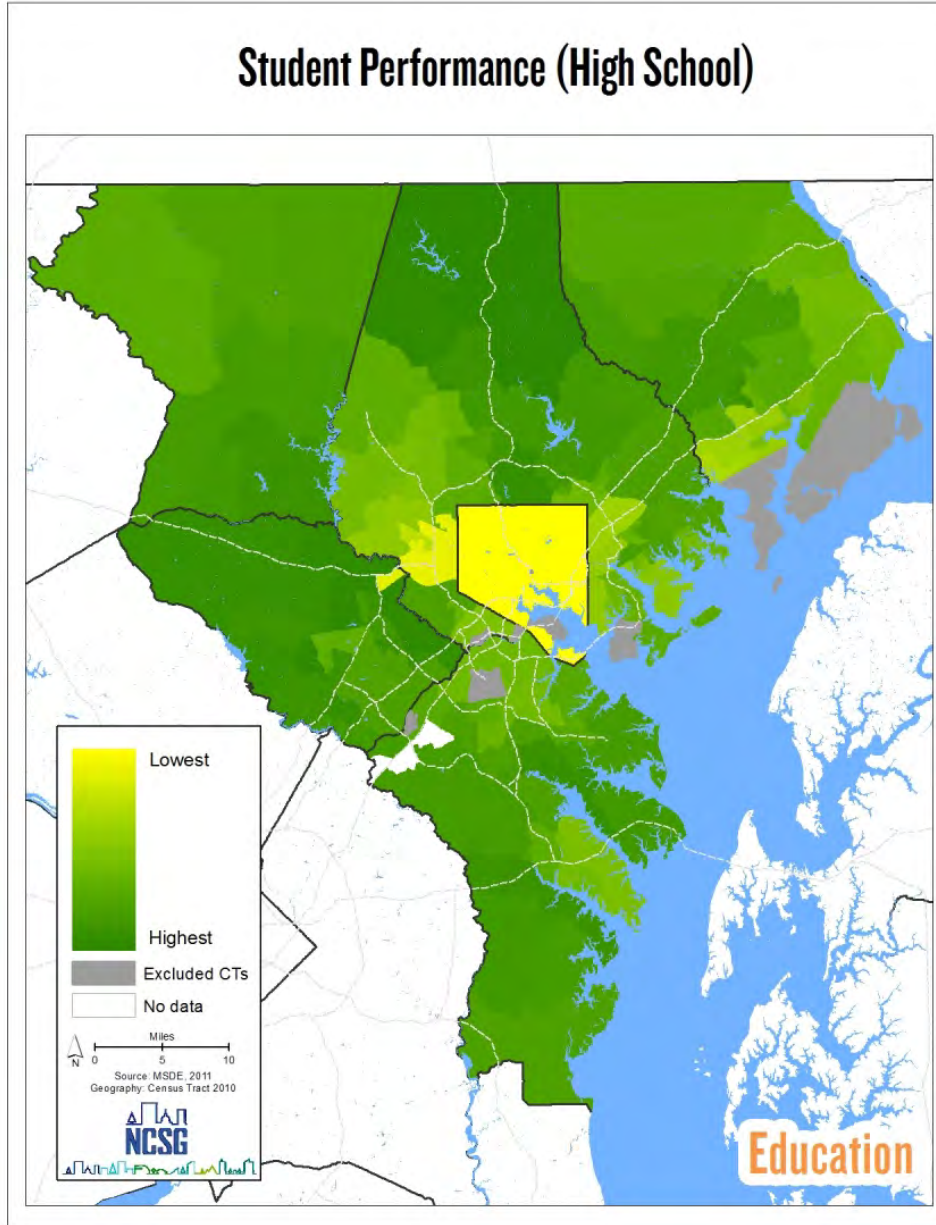 Student Performance (High School)
Lowest
Highest
Excluded CTs
No data
Miles
N
0 5 10
Source: MSDE, 2011
Geography: Census Tract 2010
NCSG
Education